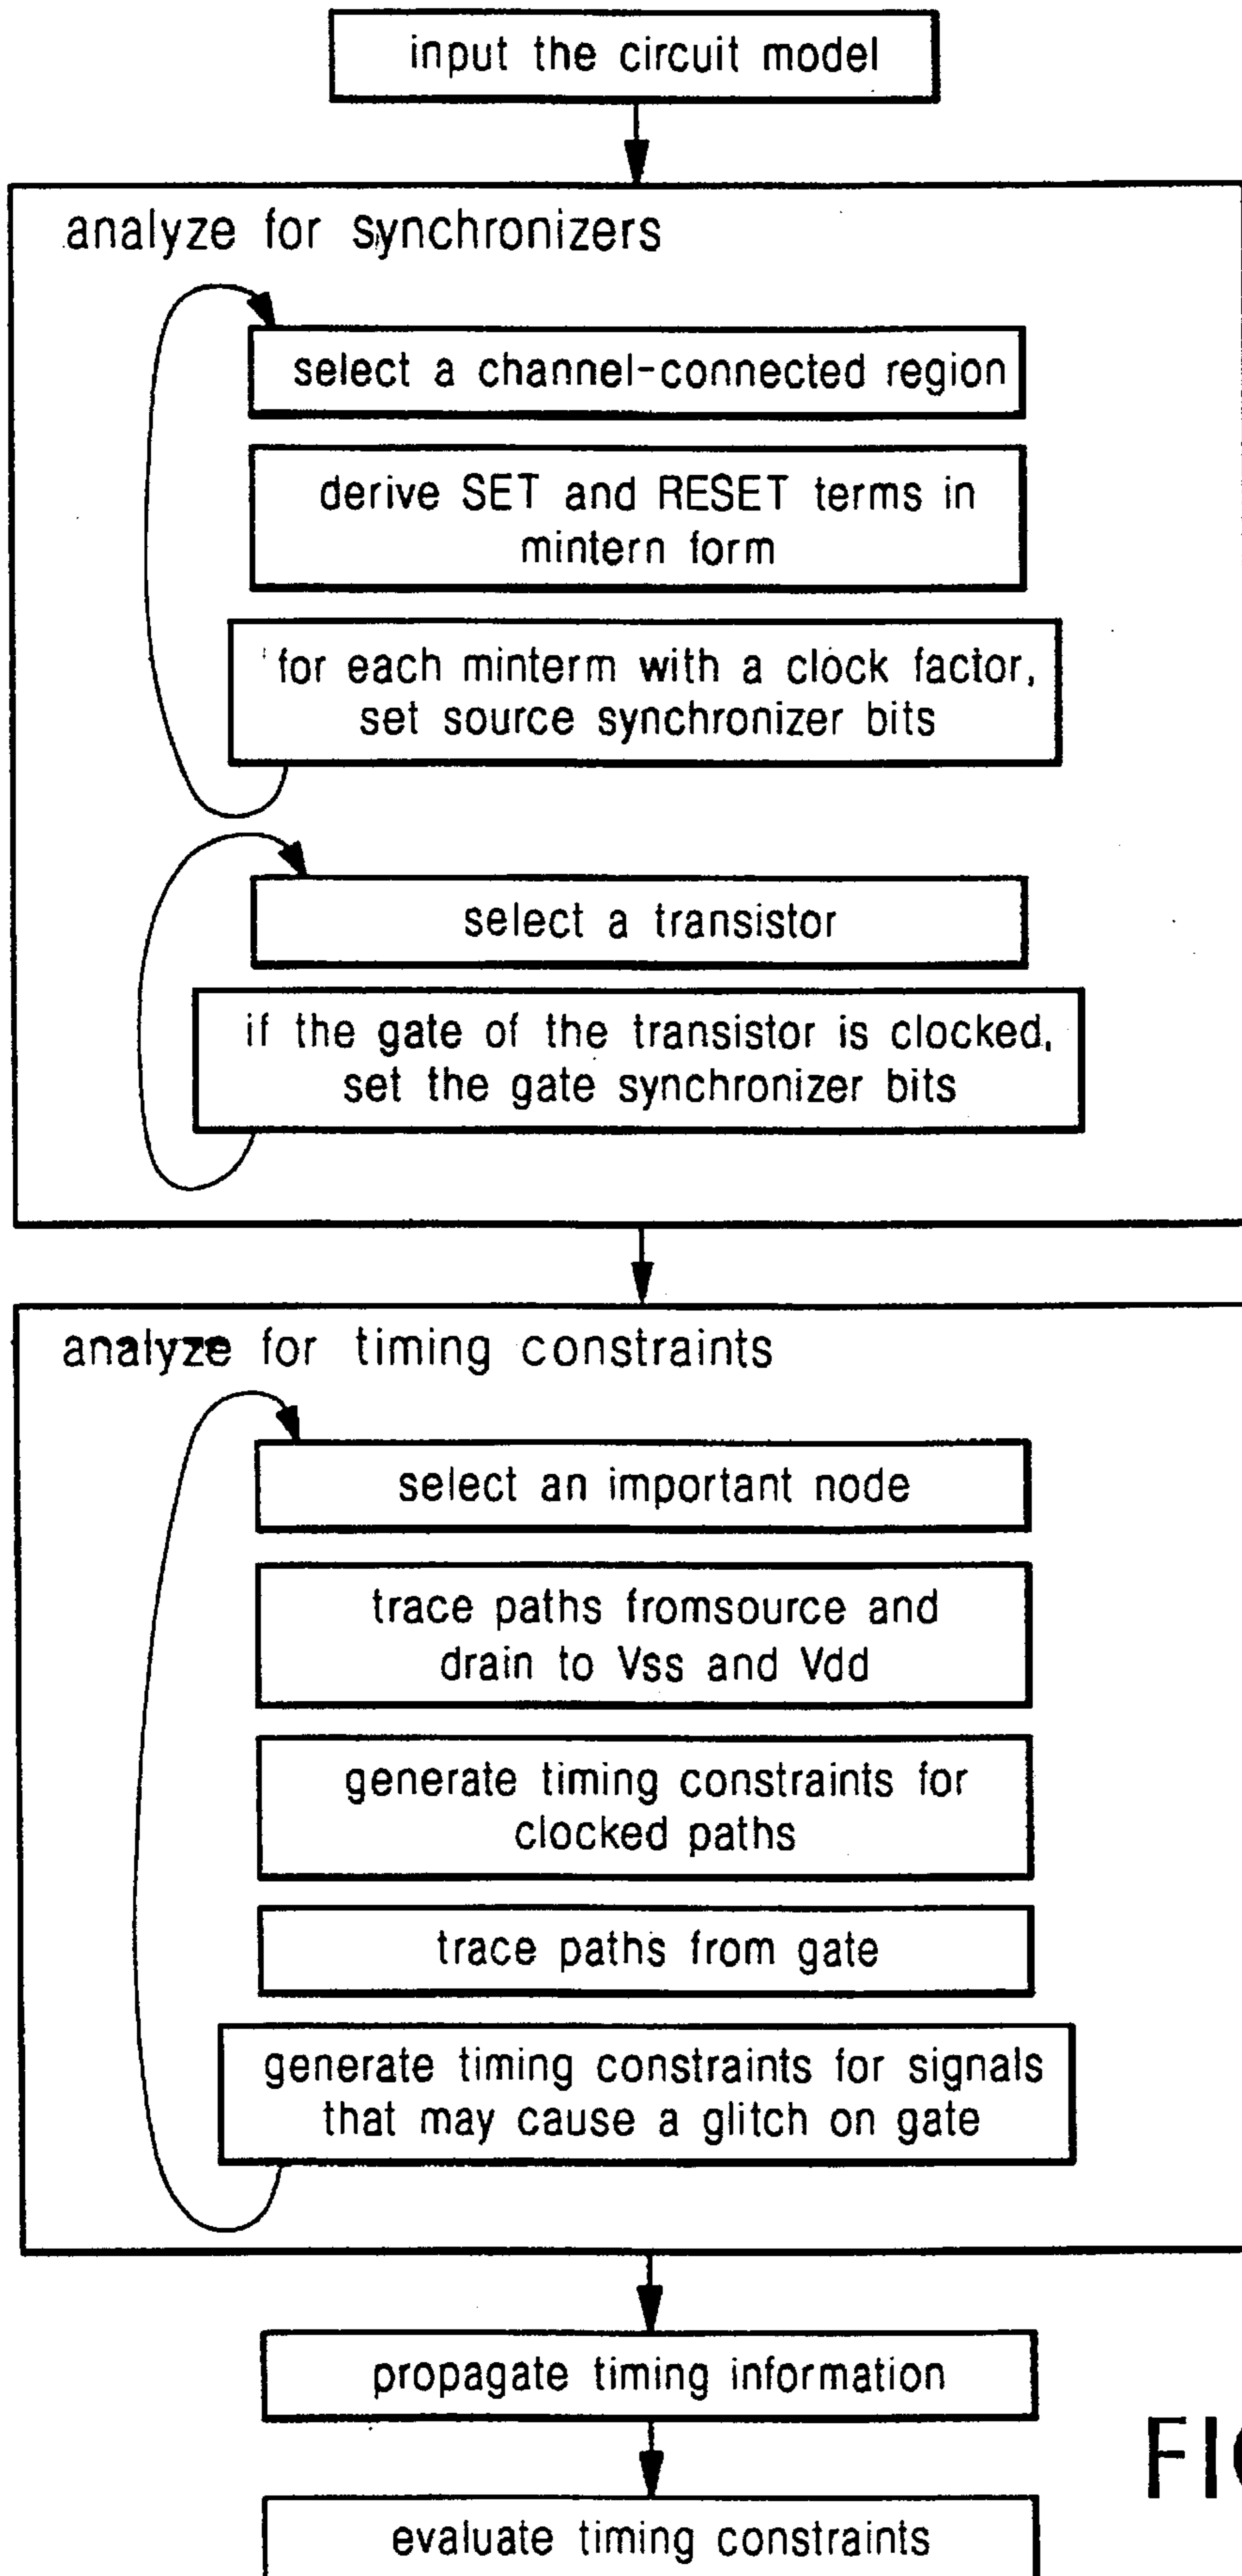 input the circuit model
analyze for synchronizers
select a channel-connected region
derive SET and RESET terms in
mintern form
for each minterm with a clock factor,
set source synchronizer bits
select a transistor
if the gate of the transistor is clocked,
set the gate synchronizer bits
analyze for timing constraints
select an important node
trace paths fromsource and
drain to Vss and Vdd
generate timing constraints for
clocked paths
trace paths from gate
generate timing constraints for signals
that may cause a glitch on gate
propagate timing information
evaluate timing constraints